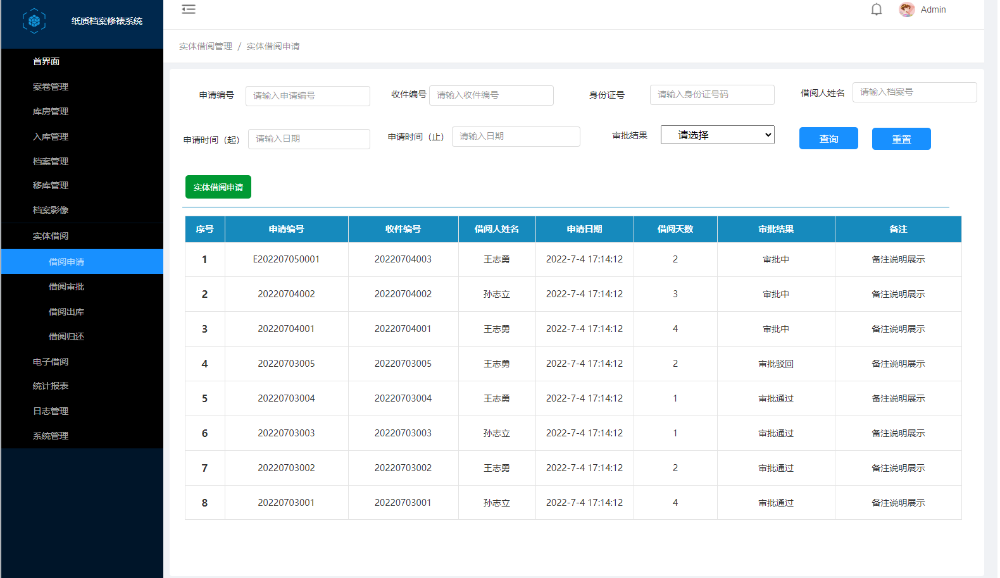 纸质档案修裱系统
Admin
首界面
案卷管理
库房管理
入库管理
档案管理
移库管理
档案影像
实体借阅
借阅申请
借阅审批
借阅出库
借阅归还
电子借阅
统计报表
日志管理
系统管理
实体借阅管理 / 实体借阅申请
申请编号 请输入申请编号 收件编号 请输入收件编号 身份证号 请输入身份证号码 借阅人姓名 请输入档案号
申请时间（起） 请输入日期 申请时间（止） 请输入日期 审批结果 请选择 查询 重置
实体借阅申请
序号 申请编号 收件编号 借阅人姓名 申请日期 借阅天数 审批结果 备注
1 E202207050001 20220704003 王志勇 2022-7-4 17:14:12 2 审批中 备注说明展示
2 20220704002 20220704002 孙志立 2022-7-4 17:14:12 3 审批中 备注说明展示
3 20220704001 20220704001 王志勇 2022-7-4 17:14:12 4 审批中 备注说明展示
4 20220703005 20220703005 王志勇 2022-7-4 17:14:12 2 审批驳回 备注说明展示
5 20220703004 20220703004 王志勇 2022-7-4 17:14:12 1 审批通过 备注说明展示
6 20220703003 20220703003 孙志立 2022-7-4 17:14:12 1 审批通过 备注说明展示
7 20220703002 20220703002 王志勇 2022-7-4 17:14:12 2 审批通过 备注说明展示
8 20220703001 20220703001 孙志立 2022-7-4 17:14:12 4 审批通过 备注说明展示